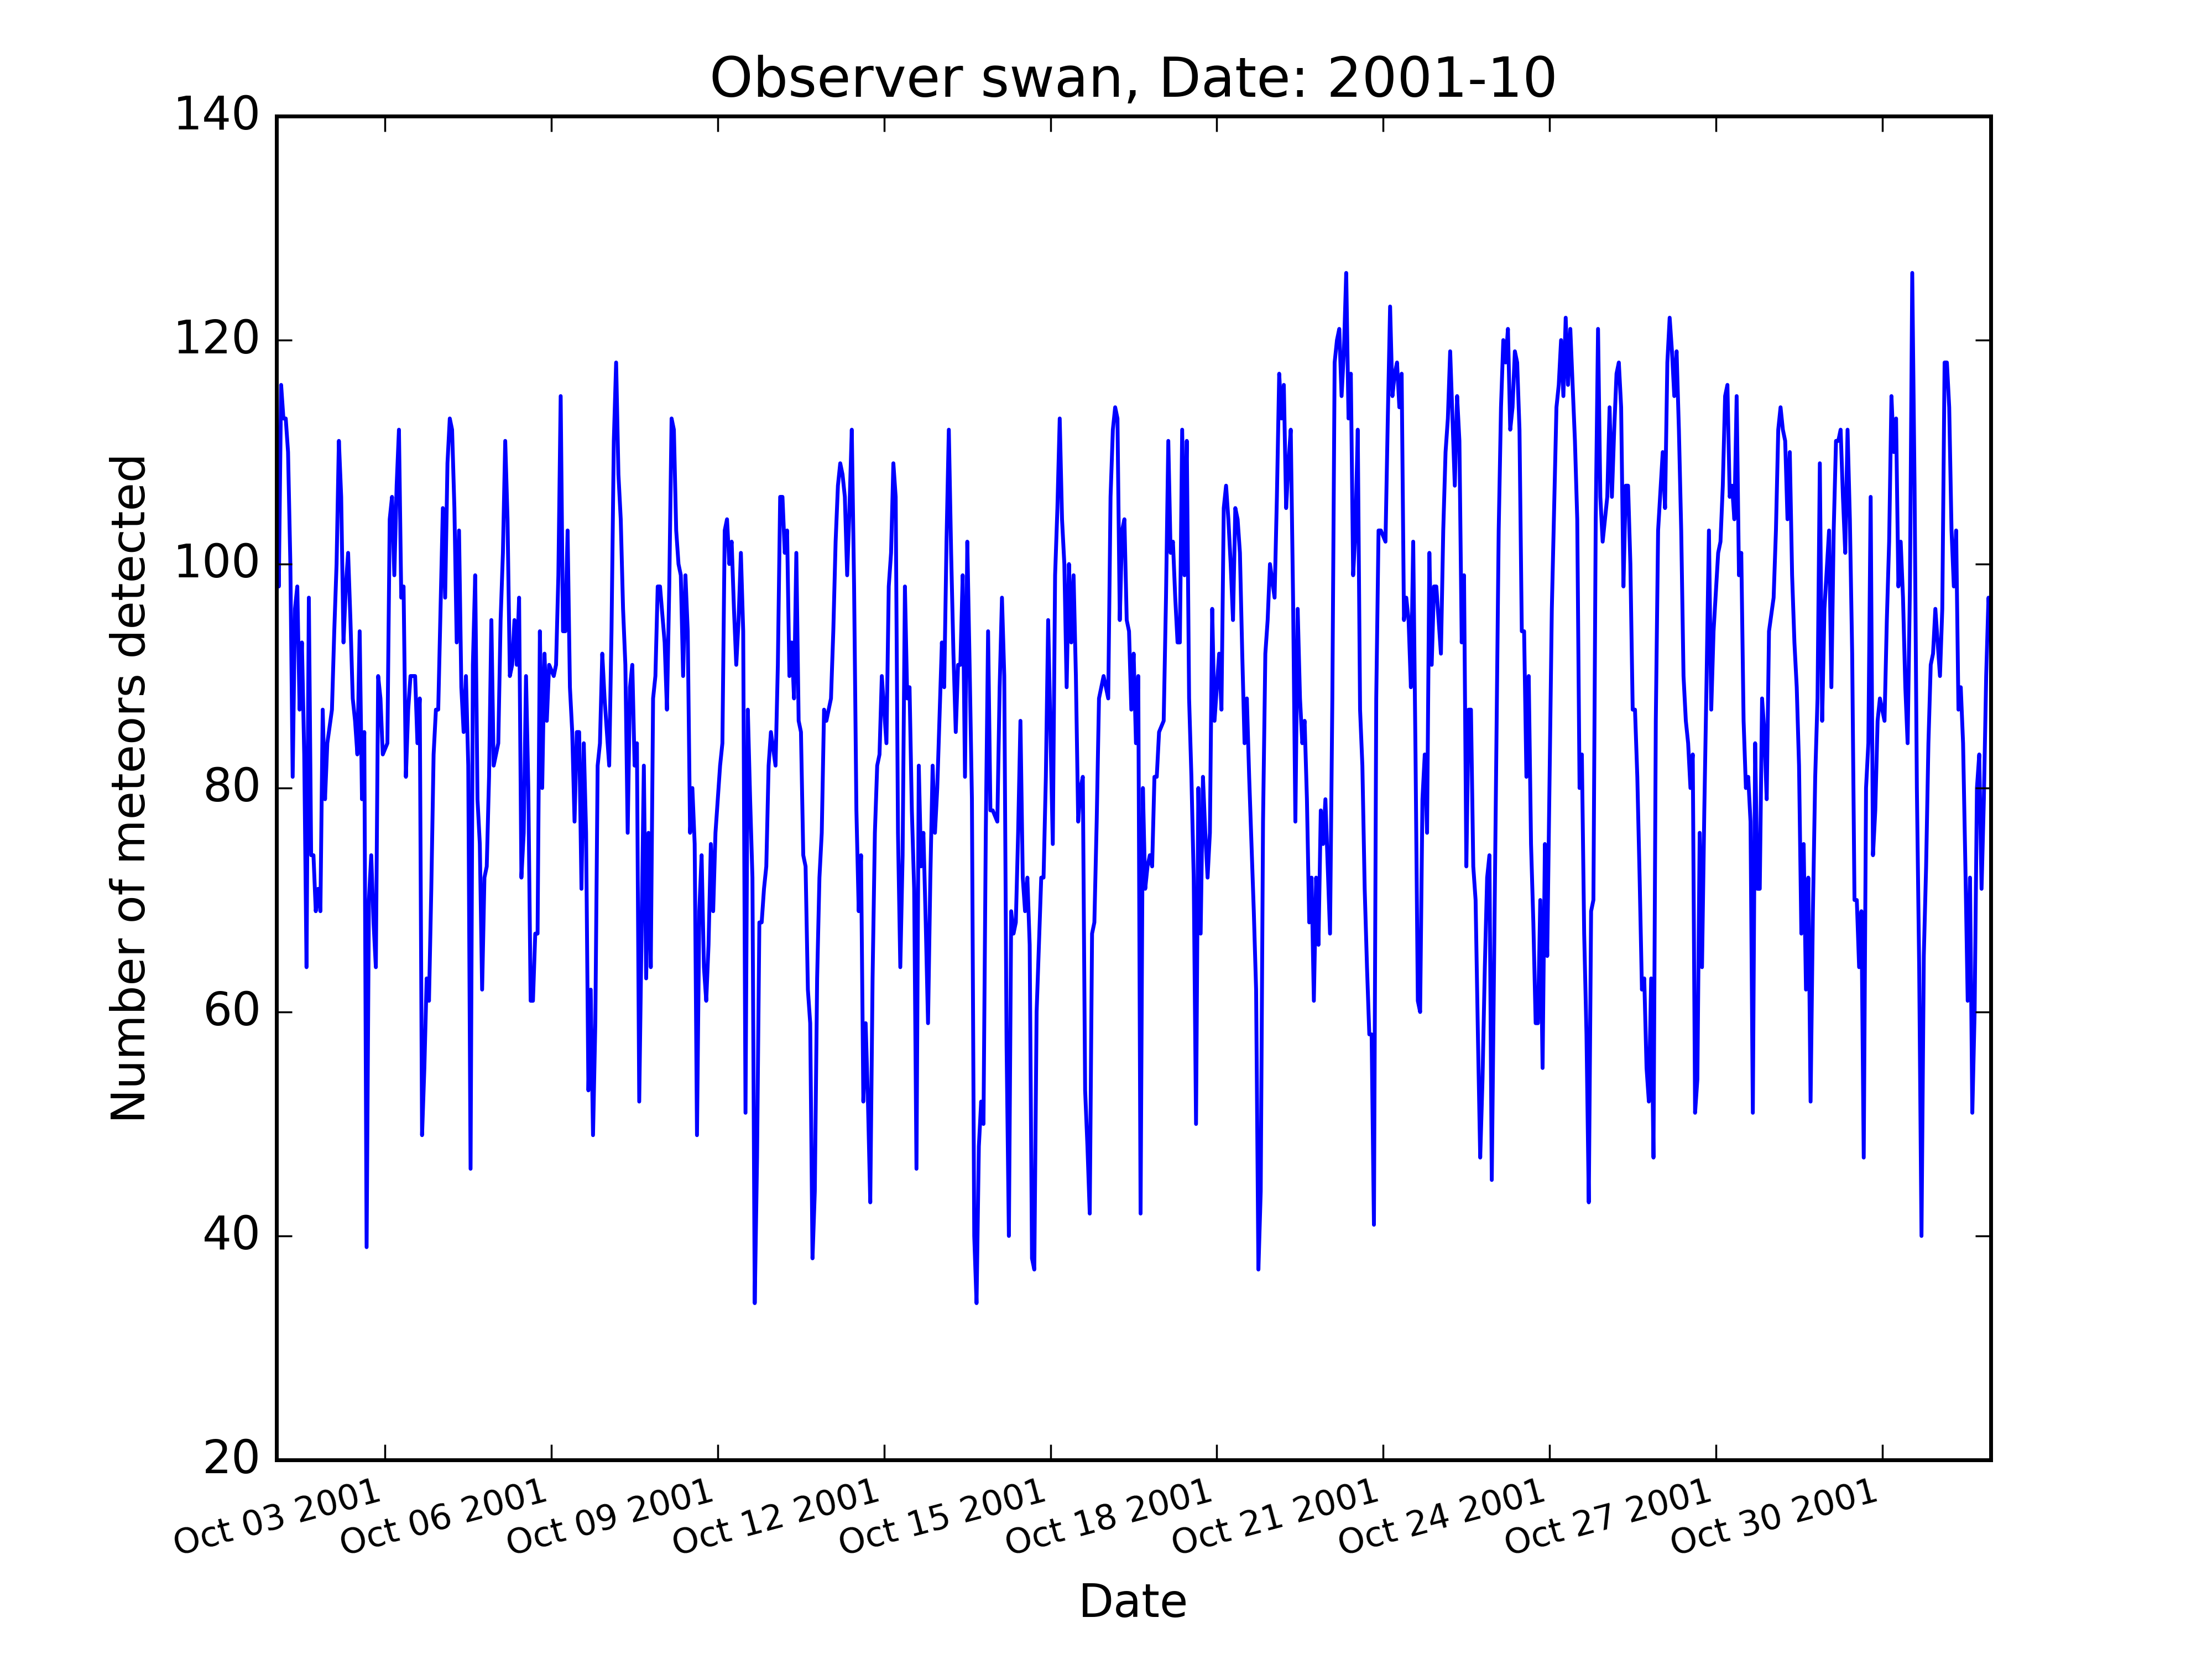 Observer swan, Date: 2001-10
140
120
100
80
60
40
20
Number of meteors detected
Oct 03 2001
Oct 06 2001
Oct 09 2001
Oct 12 2001
Oct 15 2001
Oct 18 2001
Oct 21 2001
Oct 24 2001
Oct 27 2001
Oct 30 2001
Date